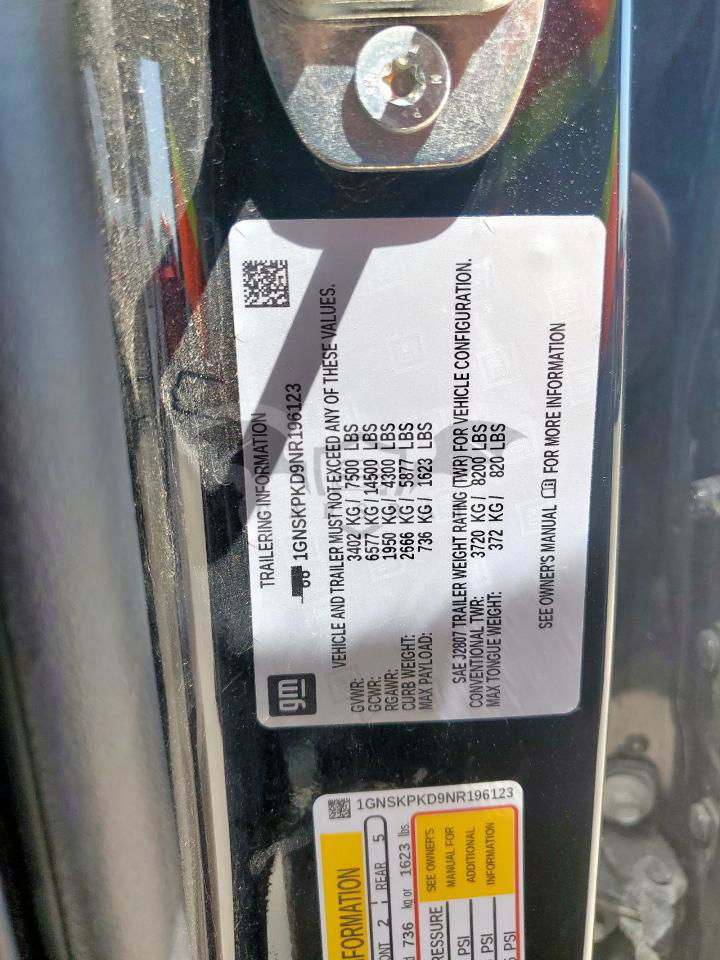 TRAILERING INFORMATION
1GNSKPKD9NR196123
gm
VEHICLE AND TRAILER MUST NOT EXCEED ANY OF THESE VALUES.
GVWR: 3402 KG / 7500 LBS
GCWR: 6577 KG / 14500 LBS
RGAWR: 1950 KG / 4300 LBS
CURB WEIGHT: 2666 KG / 5877 LBS
MAX PAYLOAD: 736 KG / 1623 LBS
SAE J2807 TRAILER WEIGHT RATING (TWR) FOR VEHICLE CONFIGURATION.
CONVENTIONAL TWR: 3720 KG / 8200 LBS
MAX TONGUE WEIGHT: 372 KG / 820 LBS
SEE OWNER'S MANUAL FOR MORE INFORMATION
1GNSKPKD9NR196123
FORMATION
ONT 2 REAR 5
736 kg or 1623 lbs.
RESSURE
PSI
PSI
PSI
SEE OWNER'S
MANUAL FOR
ADDITIONAL
INFORMATION